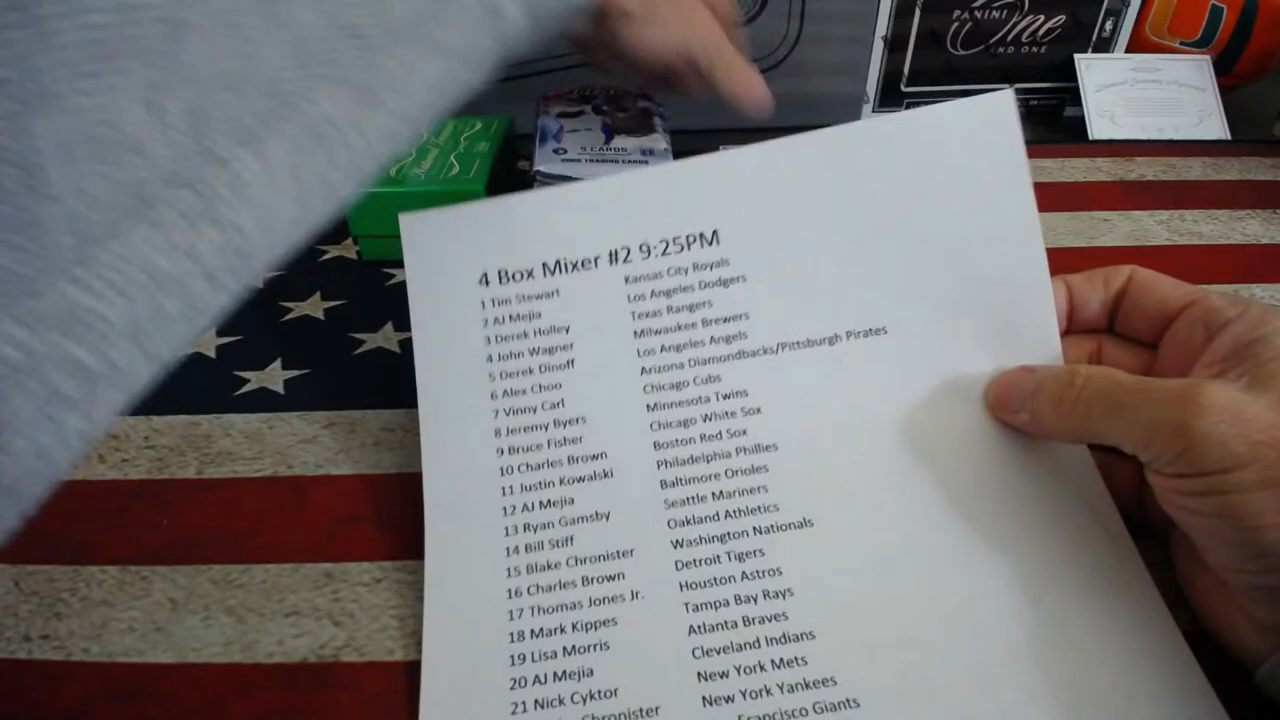 PANINI
One
AND ONE
5 CARDS
4 Box Mixer #2 9:25PM
1 Tim Stewart Kansas City Royals
2 AJ Mejia Los Angeles Dodgers
3 Derek Holley Texas Rangers
4 John Wagner Milwaukee Brewers
5 Derek Dinoff Los Angeles Angels
6 Alex Choo Arizona Diamondbacks/Pittsburgh Pirates
7 Vinny Carl Chicago Cubs
8 Jeremy Byers Minnesota Twins
9 Bruce Fisher Chicago White Sox
10 Charles Brown Boston Red Sox
11 Justin Kowalski Philadelphia Phillies
12 AJ Mejia Baltimore Orioles
13 Ryan Gamsby Seattle Mariners
14 Bill Stiff Oakland Athletics
15 Blake Chronister Washington Nationals
16 Charles Brown Detroit Tigers
17 Thomas Jones Jr. Houston Astros
18 Mark Kippes Tampa Bay Rays
19 Lisa Morris Atlanta Braves
20 AJ Mejia Cleveland Indians
21 Nick Cyktor New York Mets
Chronister New York Yankees
Francisco Giants